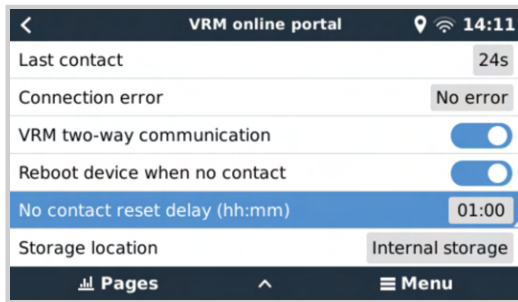 VRM online portal 14:11
Last contact 24s
Connection error No error
VRM two-way communication
Reboot device when no contact
No contact reset delay (hh:mm) 01:00
Storage location Internal storage
Pages Menu